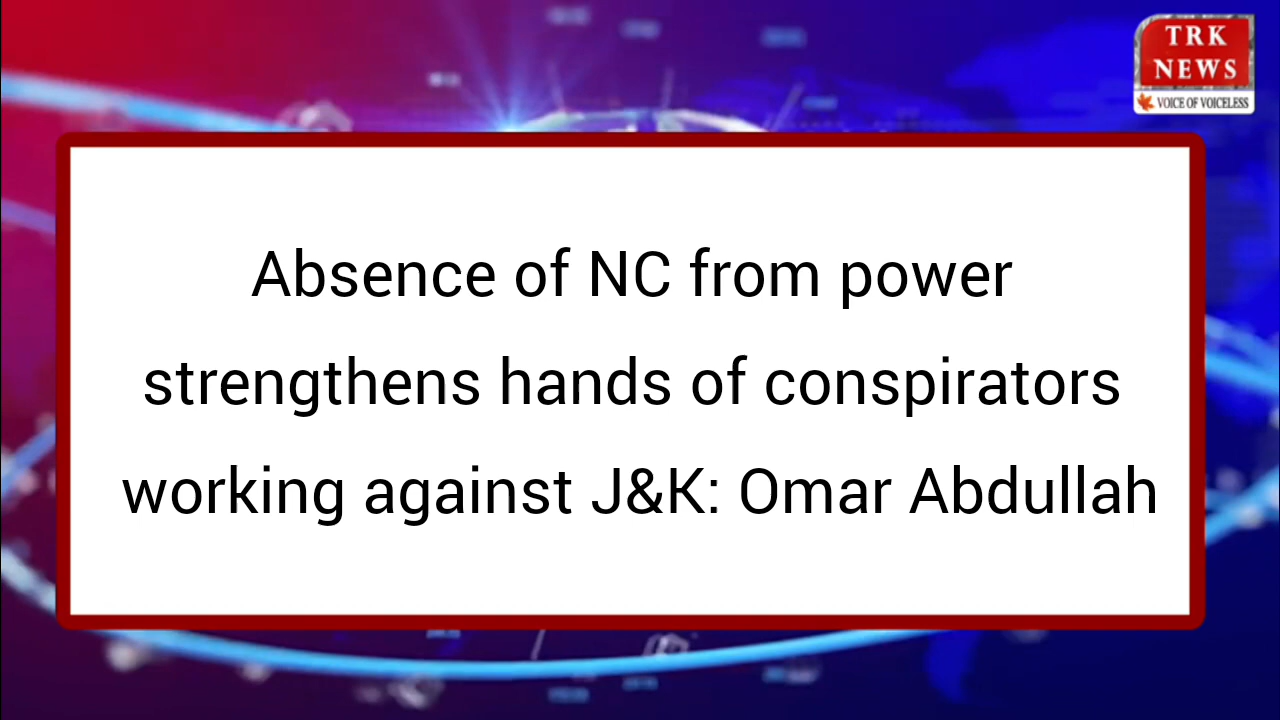 TRK
NEWS
VOICE OF VOICELESS
Absence of NC from power
strengthens hands of conspirators
working against J&K: Omar Abdullah